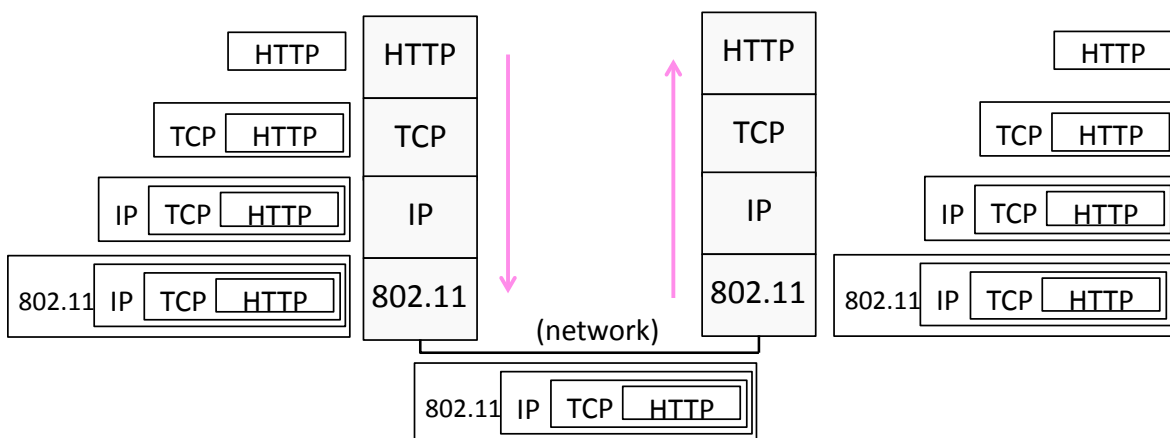 HTTP HTTP HTTP HTTP
TCP HTTP TCP TCP TCP HTTP
IP TCP HTTP IP IP IP TCP HTTP
802.11 IP TCP HTTP 802.11 802.11 802.11 IP TCP HTTP
(network)
802.11 IP TCP HTTP